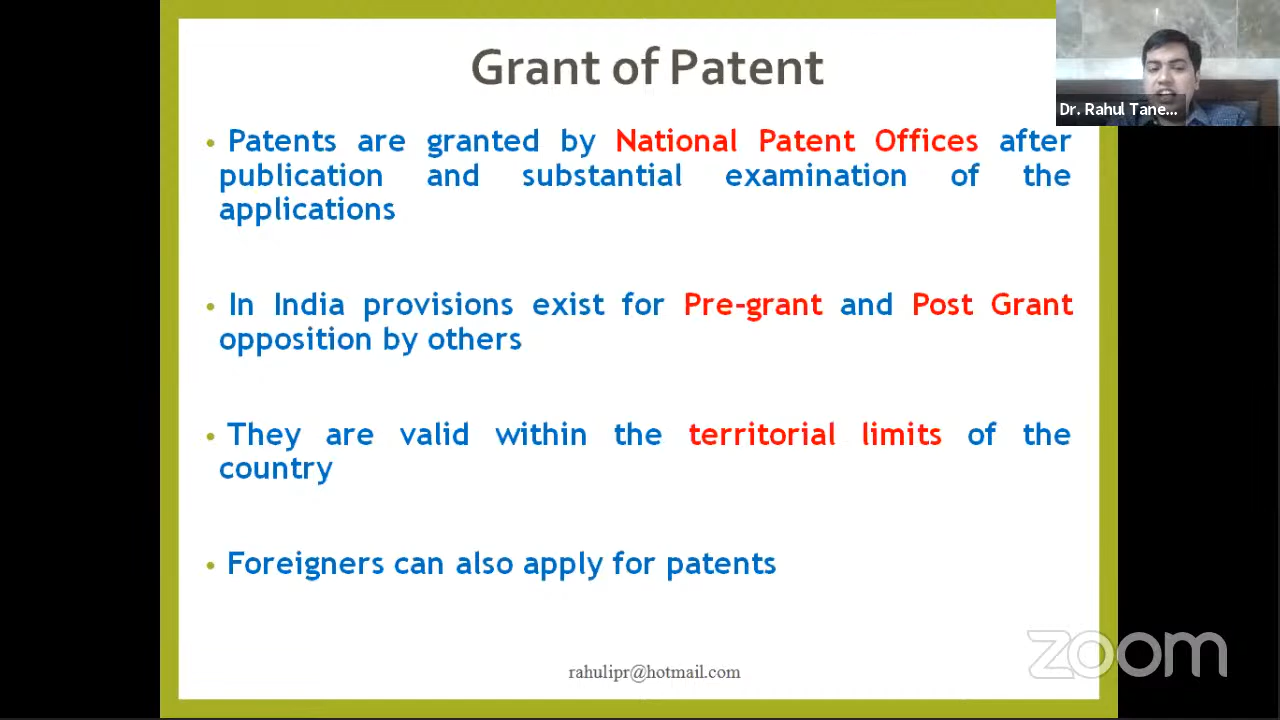 Grant of Patent
Dr. Rahul Tane...
• Patents are granted by National Patent Offices after
publication and substantial examination of the
applications
• In India provisions exist for Pre-grant and Post Grant
opposition by others
• They are valid within the territorial limits of the
country
• Foreigners can also apply for patents
zoom
rahulipr@hotmail.com